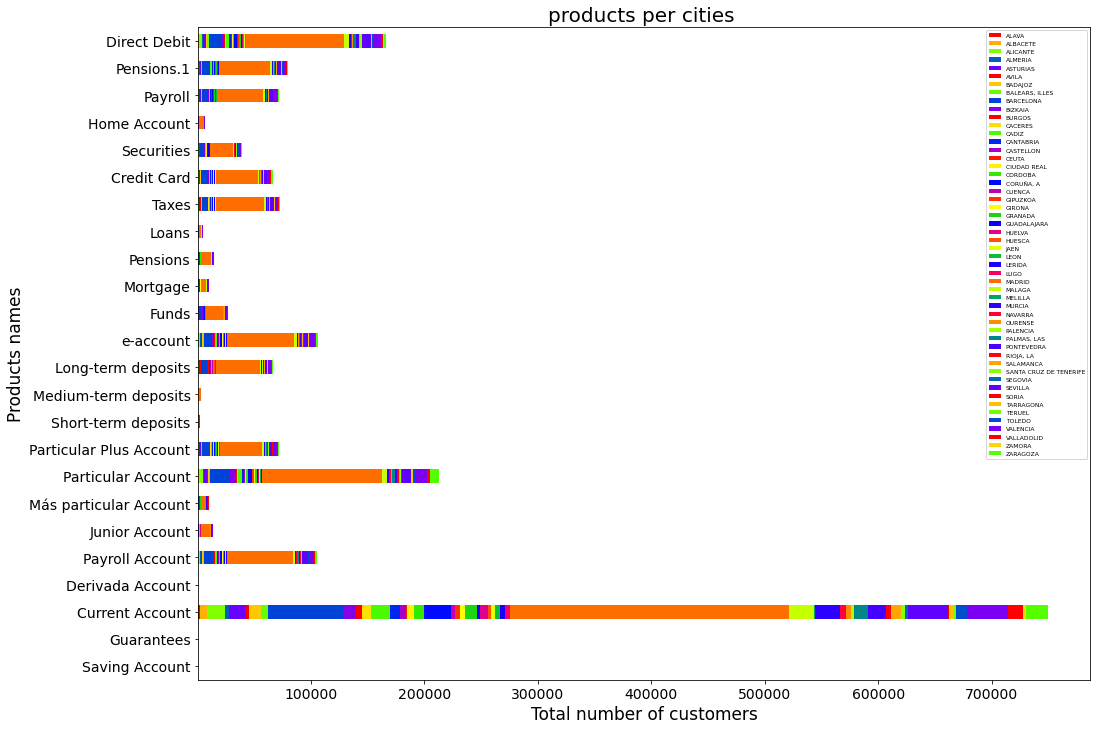 products per cities
Products names
Direct Debit
Pensions.1
Payroll
Home Account
Securities
Credit Card
Taxes
Loans
Pensions
Mortgage
Funds
e-account
Long-term deposits
Medium-term deposits
Short-term deposits
Particular Plus Account
Particular Account
Más particular Account
Junior Account
Payroll Account
Derivada Account
Current Account
Guarantees
Saving Account
100000
200000
300000
400000
500000
600000
700000
Total number of customers
ALAVA
ALBACETE
ALICANTE
ALMERIA
ASTURIAS
AVILA
BADAJOZ
BALEARS, ILLES
BARCELONA
BIZKAIA
BURGOS
CACERES
CADIZ
CANTABRIA
CASTELLON
CEUTA
CIUDAD REAL
CORDOBA
CORUÑA, A
CUENCA
GIPUZKOA
GIRONA
GRANADA
GUADALAJARA
HUELVA
HUESCA
JAEN
LEON
LERIDA
LUGO
MADRID
MALAGA
MELILLA
MURCIA
NAVARRA
OURENSE
PALENCIA
PALMAS, LAS
PONTEVEDRA
RIOJA, LA
SALAMANCA
SANTA CRUZ DE TENERIFE
SEGOVIA
SEVILLA
SORIA
TARRAGONA
TERUEL
TOLEDO
VALENCIA
VALLADOLID
ZAMORA
ZARAGOZA